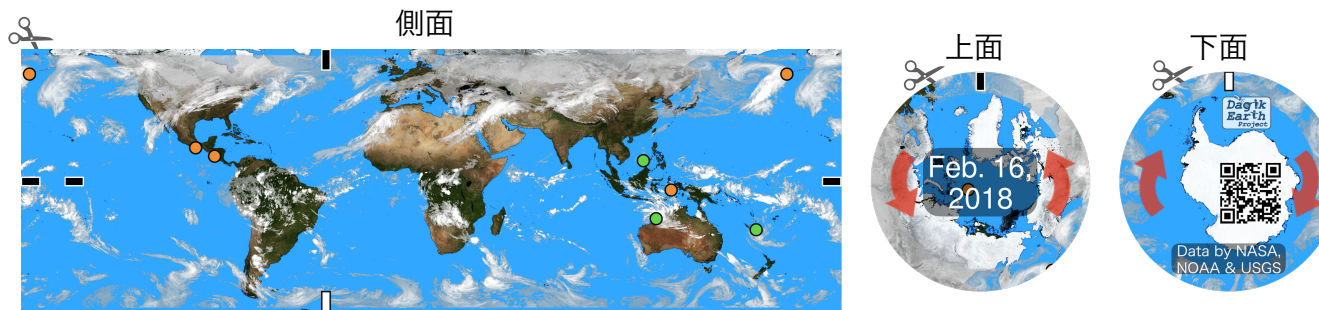 側面
上面
下面
Feb. 16,
2018
Dagik
Earth
Project
Data by NASA,
NOAA & USGS